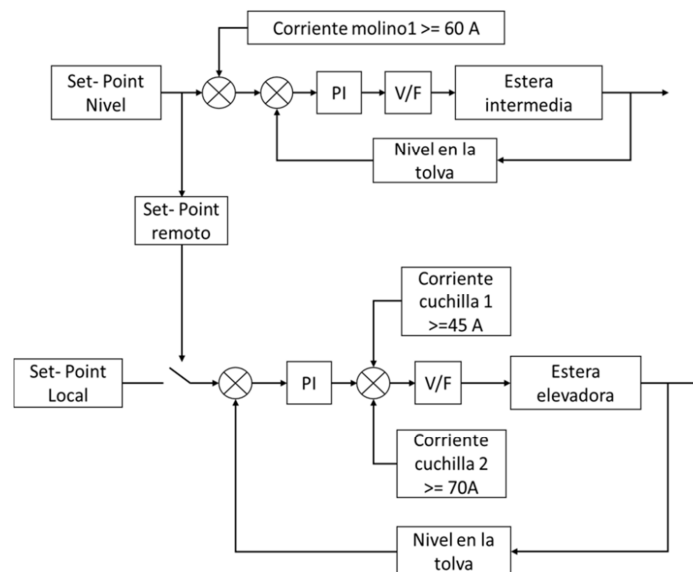 Corriente molino1 >= 60 A
Set- Point
Nivel
PI
V/F
Estera
intermedia
Nivel en la
tolva
Set- Point
remoto
Corriente
cuchilla 1
>=45 A
Set- Point
Local
PI
V/F
Estera
elevadora
Corriente
cuchilla 2
>= 70A
Nivel en la
tolva